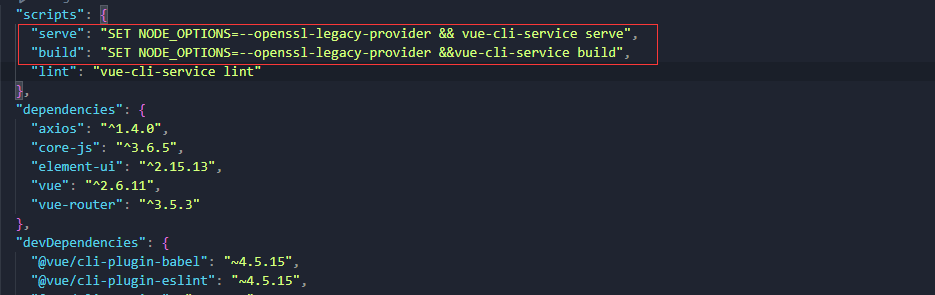 "scripts": {
"serve": "SET NODE_OPTIONS=--openssl-legacy-provider && vue-cli-service serve",
"build": "SET NODE_OPTIONS=--openssl-legacy-provider &&vue-cli-service build",
"lint": "vue-cli-service lint"
},
"dependencies": {
"axios": "^1.4.0",
"core-js": "^3.6.5",
"element-ui": "^2.15.13",
"vue": "^2.6.11",
"vue-router": "^3.5.3"
},
"devDependencies": {
"@vue/cli-plugin-babel": "~4.5.15",
"@vue/cli-plugin-eslint": "~4.5.15",